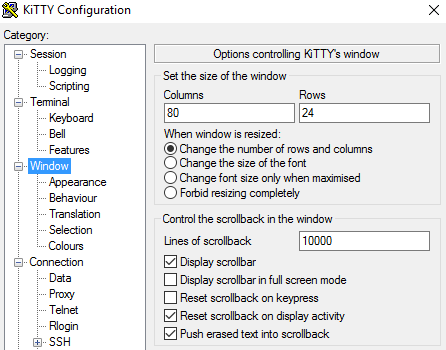 KiTTY Configuration
Category:
Session
Logging
Scripting
Terminal
Keyboard
Bell
Features
Window
Appearance
Behaviour
Translation
Selection
Colours
Connection
Data
Proxy
Telnet
Rlogin
SSH
Options controlling KiTTY's window
Set the size of the window
Columns Rows
80 24
When window is resized:
Change the number of rows and columns
Change the size of the font
Change font size only when maximised
Forbid resizing completely
Control the scrollback in the window
Lines of scrollback 10000
Display scrollbar
Display scrollbar in full screen mode
Reset scrollback on keypress
Reset scrollback on display activity
Push erased text into scrollback